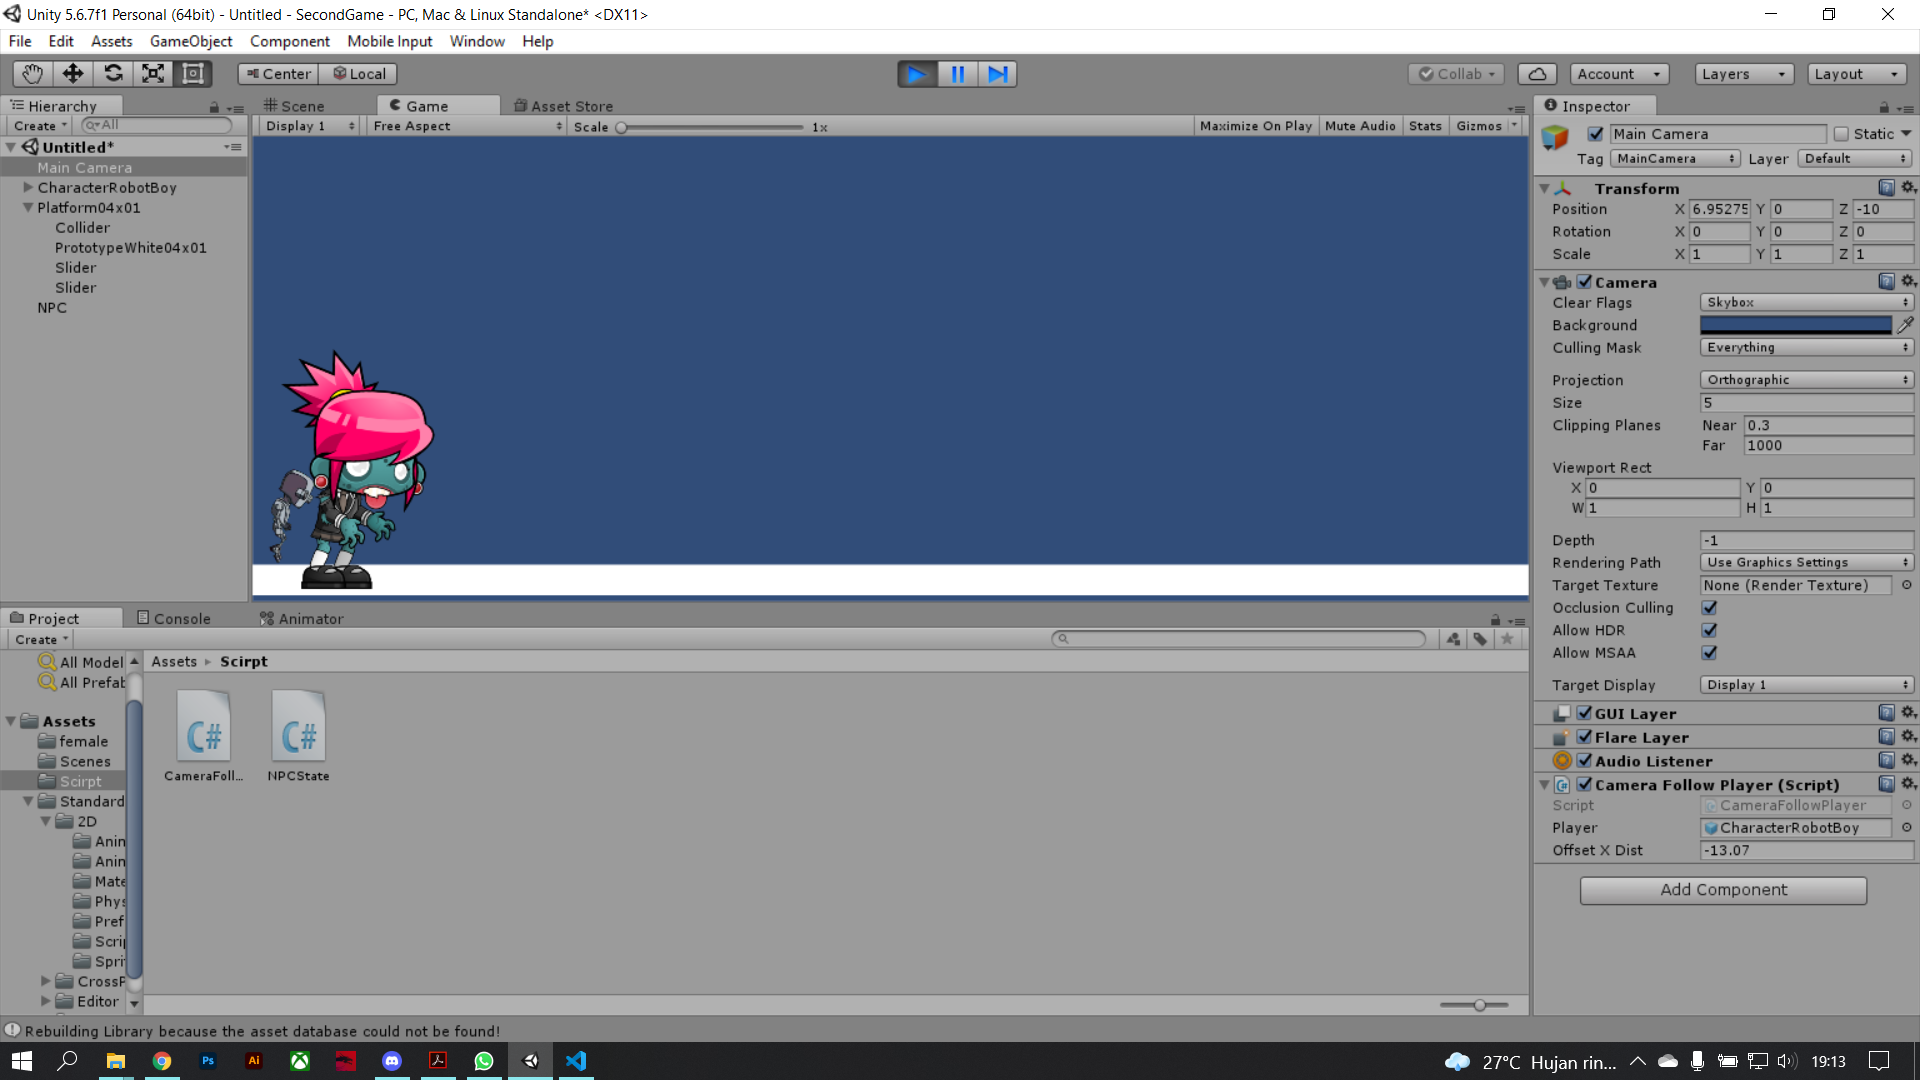 Unity 5.6.7f1 Personal (64bit) - Untitled - SecondGame - PC, Mac & Linux Standalone* <DX11>
File Edit Assets GameObject Component Mobile Input Window Help
Center Local Collab Account Layers Layout
Hierarchy
Create All
Untitled*
Main Camera
CharacterRobotBoy
Platform04x01
Collider
PrototypeWhite04x01
Slider
Slider
NPC
Scene Game Asset Store
Display 1 Free Aspect Scale 1x Maximize On Play Mute Audio Stats Gizmos
Inspector
Main Camera Static
Tag MainCamera Layer Default
Transform
Position X 6.95275 Y 0 Z -10
Rotation X 0 Y 0 Z 0
Scale X 1 Y 1 Z 1
Camera
Clear Flags Skybox
Background
Culling Mask Everything
Projection Orthographic
Size 5
Clipping Planes Near 0.3
Far 1000
Viewport Rect
X 0 Y 0
W 1 H 1
Depth -1
Rendering Path Use Graphics Settings
Target Texture None (Render Texture)
Occlusion Culling
Allow HDR
Allow MSAA
Target Display Display 1
GUI Layer
Flare Layer
Audio Listener
Camera Follow Player (Script)
Script CameraFollowPlayer
Player CharacterRobotBoy
Offset X Dist -13.07
Add Component
Project Console Animator
Create
All Model
All Prefab
Assets
female
Scenes
Scirpt
Standard
2D
Anin
Anin
Mate
Phys
Pref
Scrip
Sprit
CrossP
Editor
Assets Scirpt
C# C#
CameraFoll... NPCState
Rebuilding Library because the asset database could not be found!
Ps Ai 27°C Hujan rin... 19:13